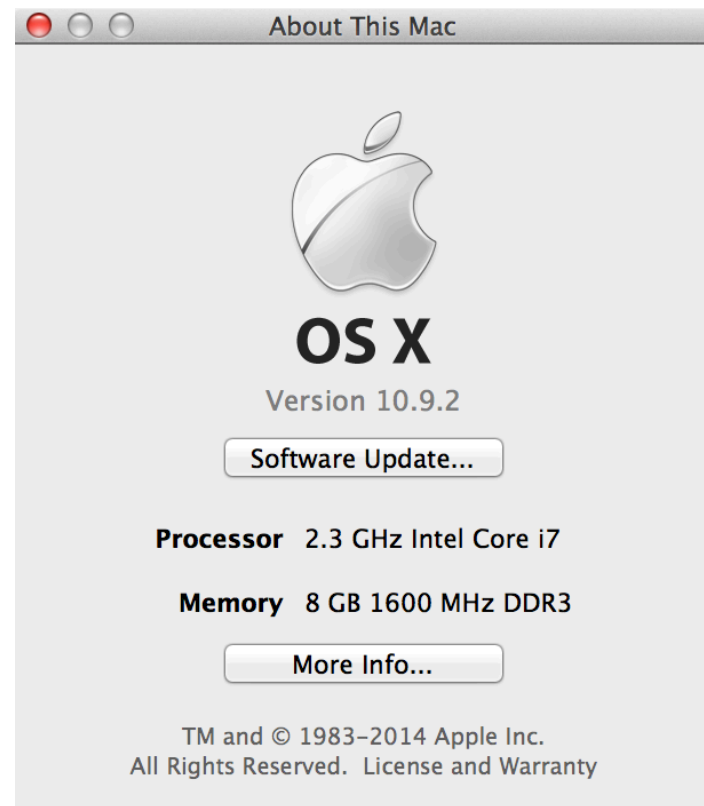 About This Mac
OS X
Version 10.9.2
Software Update...
Processor 2.3 GHz Intel Core i7
Memory 8 GB 1600 MHz DDR3
More Info...
TM and © 1983–2014 Apple Inc.
All Rights Reserved. License and Warranty